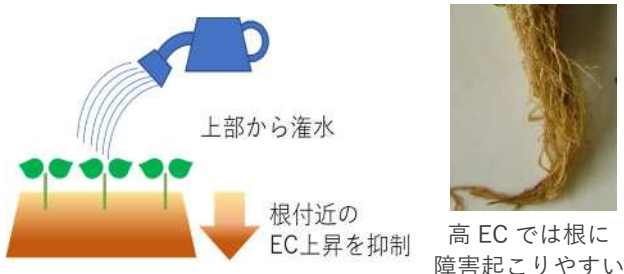 上部から潅水
根付近の
EC上昇を抑制
高 EC では根に
障害起こりやすい